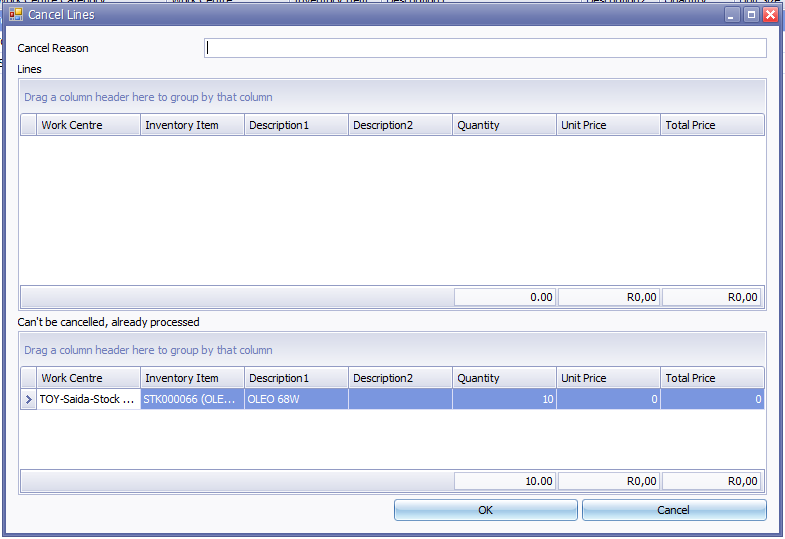 Cancel Lines
Cancel Reason
Lines
Drag a column header here to group by that column
Work Centre Inventory Item Description1 Description2 Quantity Unit Price Total Price
0.00 R0,00 R0,00
Can't be cancelled, already processed
Drag a column header here to group by that column
Work Centre Inventory Item Description1 Description2 Quantity Unit Price Total Price
TOY-Saida-Stock ... STK000066 (OLE... OLEO 68W 10 0 0
10.00 R0,00 R0,00
OK Cancel